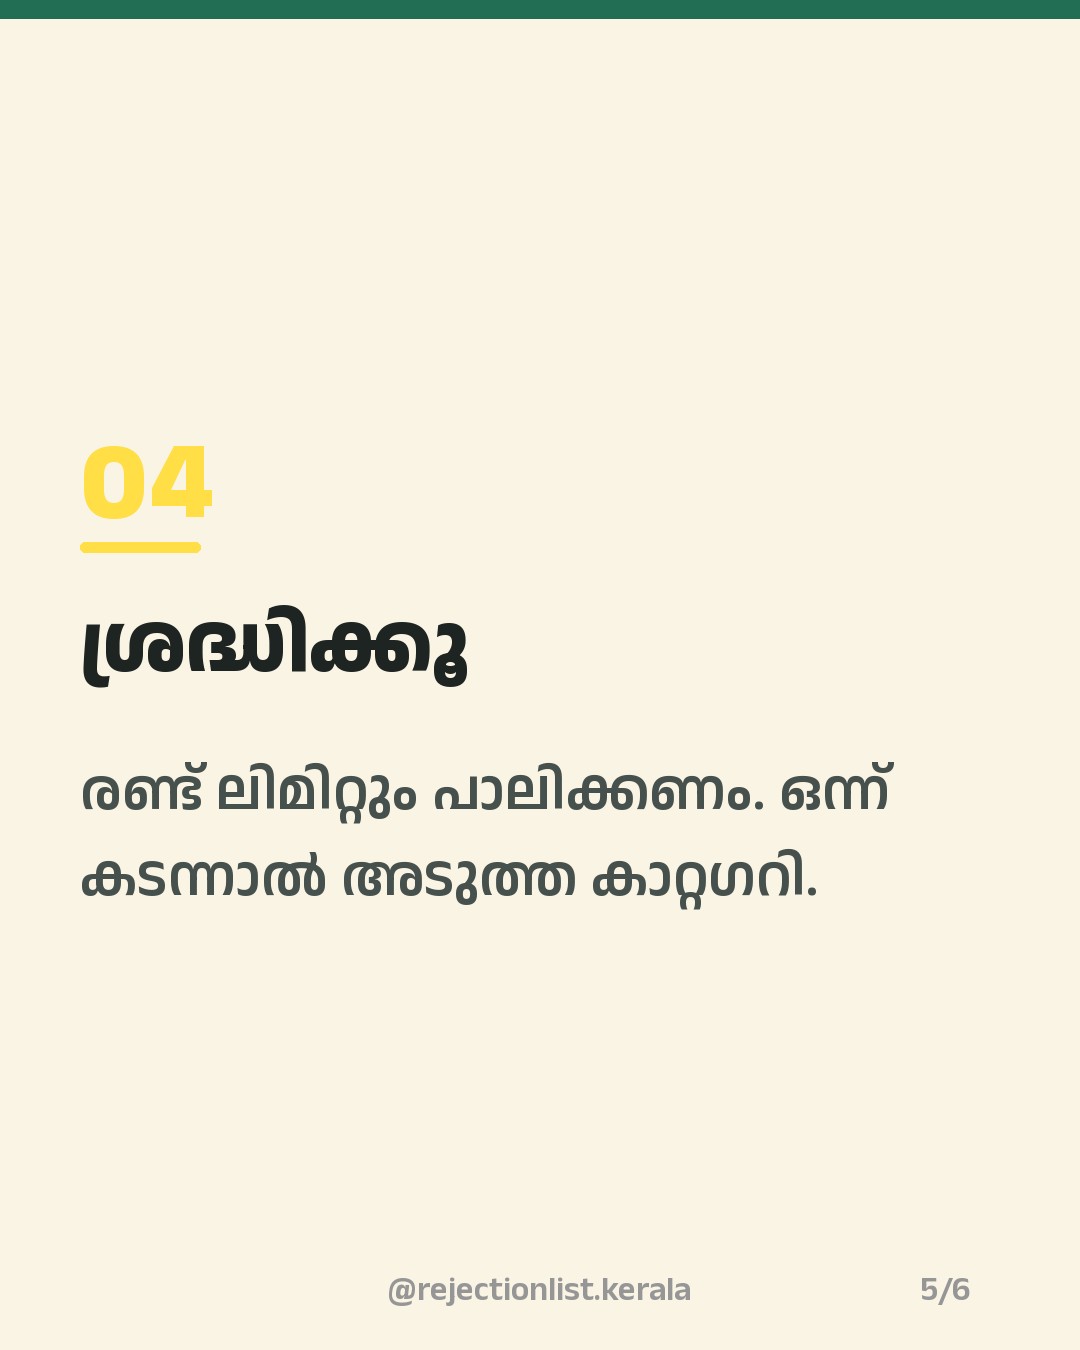 04
ശ്രദ്ധിക്കൂ
രണ്ട് ലിമിറ്റും പാലിക്കണം. ഒന്ന്
കടന്നാൽ അടുത്ത കാറ്റഗറി.
@rejectionlist.kerala
5/6